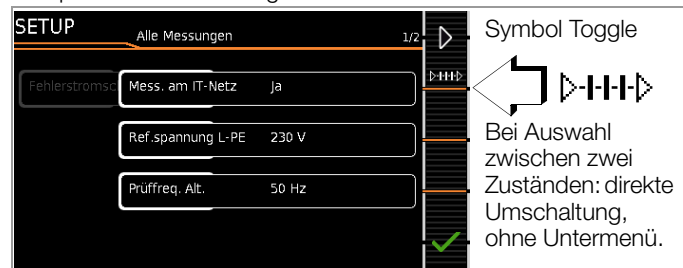 SETUP
Alle Messungen
1/2
Symbol Toggle
Mess. am IT-Netz Ja
Ref.spannung L-PE 230 V
Prüffreq. Alt. 50 Hz
Bei Auswahl
zwischen zwei
Zuständen: direkte
Umschaltung,
ohne Untermenü.